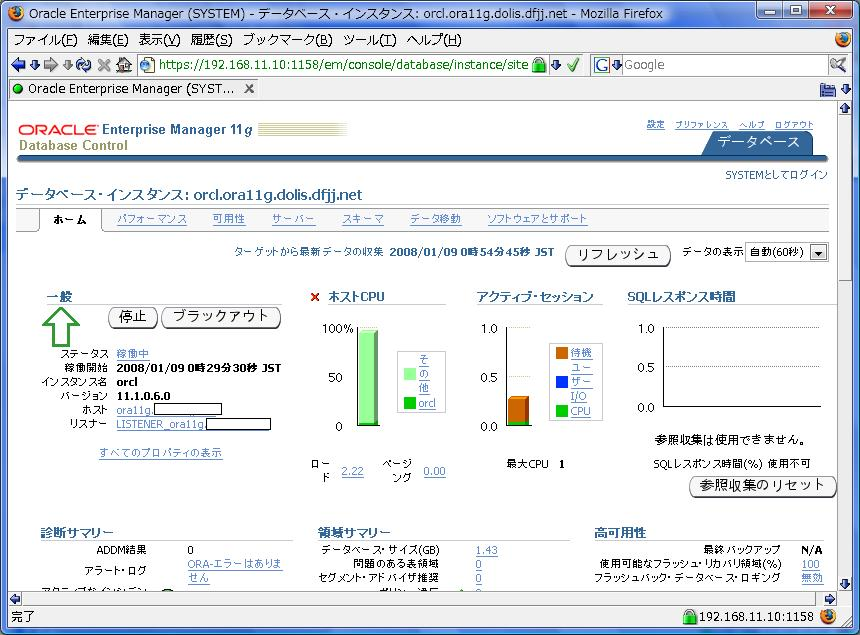 Oracle Enterprise Manager (SYSTEM) - データベース・インスタンス: orcl.ora11g.dolis.dfjj.net - Mozilla Firefox
ファイル(F) 編集(E) 表示(V) 履歴(S) ブックマーク(B) ツール(T) ヘルプ(H)
https://192.168.11.10:1158/em/console/database/instance/site
Google
Oracle Enterprise Manager (SYST...
ORACLE Enterprise Manager 11g
Database Control
設定 プリファレンス ヘルプ ログアウト
データベース
SYSTEMとしてログイン
データベース・インスタンス: orcl.ora11g.dolis.dfjj.net
ホーム パフォーマンス 可用性 サーバー スキーマ データ移動 ソフトウェアとサポート
ターゲットから最新データの収集 2008/01/09 0時54分45秒 JST リフレッシュ データの表示 自動(60秒)
一般
停止 ブラックアウト
ステータス 稼働中
稼働開始 2008/01/09 0時29分30秒 JST
インスタンス名 orcl
バージョン 11.1.0.6.0
ホスト ora11g.
リスナー LISTENER_ora11g.
すべてのプロパティの表示
ホストCPU
100%
50
0
その他
orcl
ロード 2.22 ページング 0.00
アクティブ・セッション
1.0
0.5
0.0
待機
ユーザーI/O
CPU
最大CPU 1
SQLレスポンス時間
1.0
0.5
0.0
参照収集は使用できません。
SQLレスポンス時間(%) 使用不可
参照収集のリセット
診断サマリー
ADDM結果 0
アラート・ログ ORA-エラーはありません
領域サマリー
データベース・サイズ(GB) 1.43
問題のある表領域 0
セグメント・アドバイザ推奨 0
高可用性
最終バックアップ N/A
使用可能なフラッシュ・リカバリ領域(%) 100
フラッシュバック・データベース・ロギング 無効
完了
192.168.11.10:1158